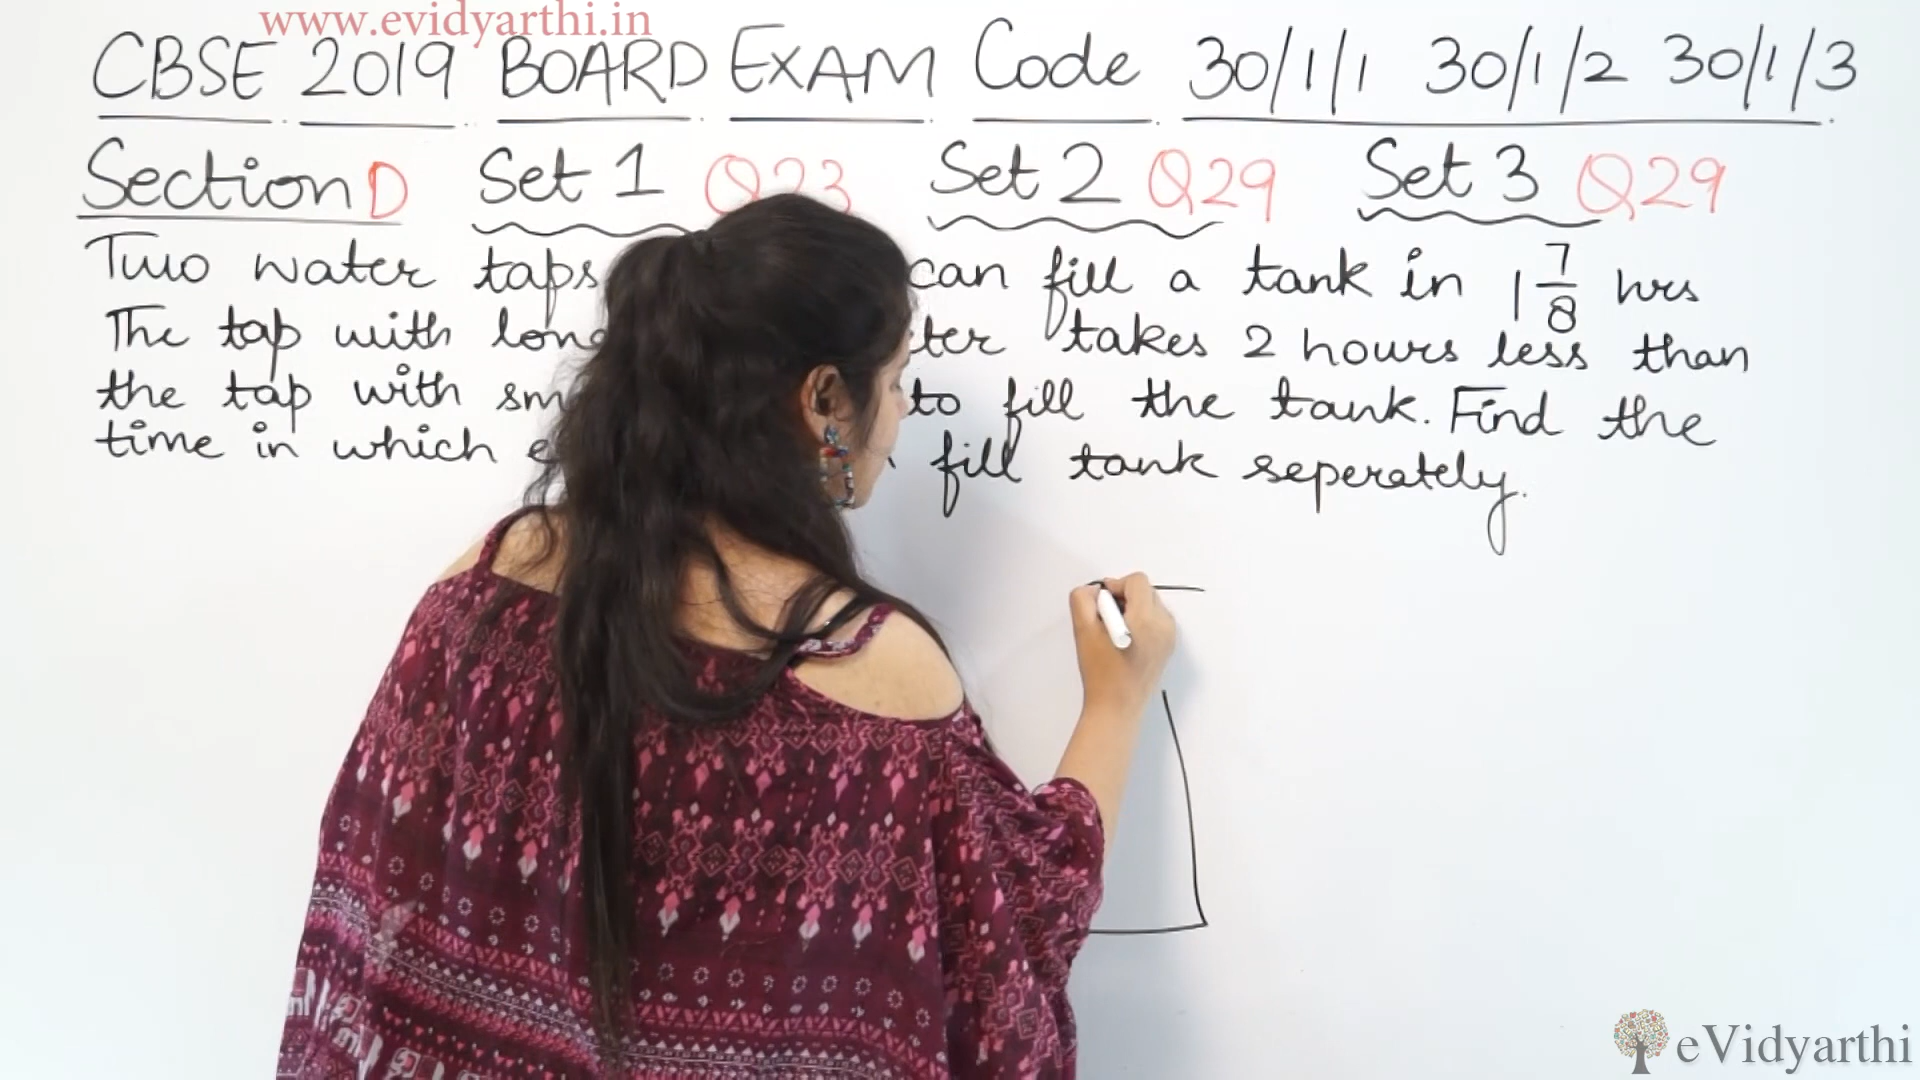 www.evidyarthi.in
CBSE 2019 BOARD EXAM Code 30/1/1 30/1/2 30/1/3
Section D Set 1 Q23 Set 2 Q29 Set 3 Q29
Two water taps can fill a tank in 1 7/8 hrs
The tap with takes 2 hours less than
the tap with to fill the tank. Find the
time in which fill tank seperately.
eVidyarthi